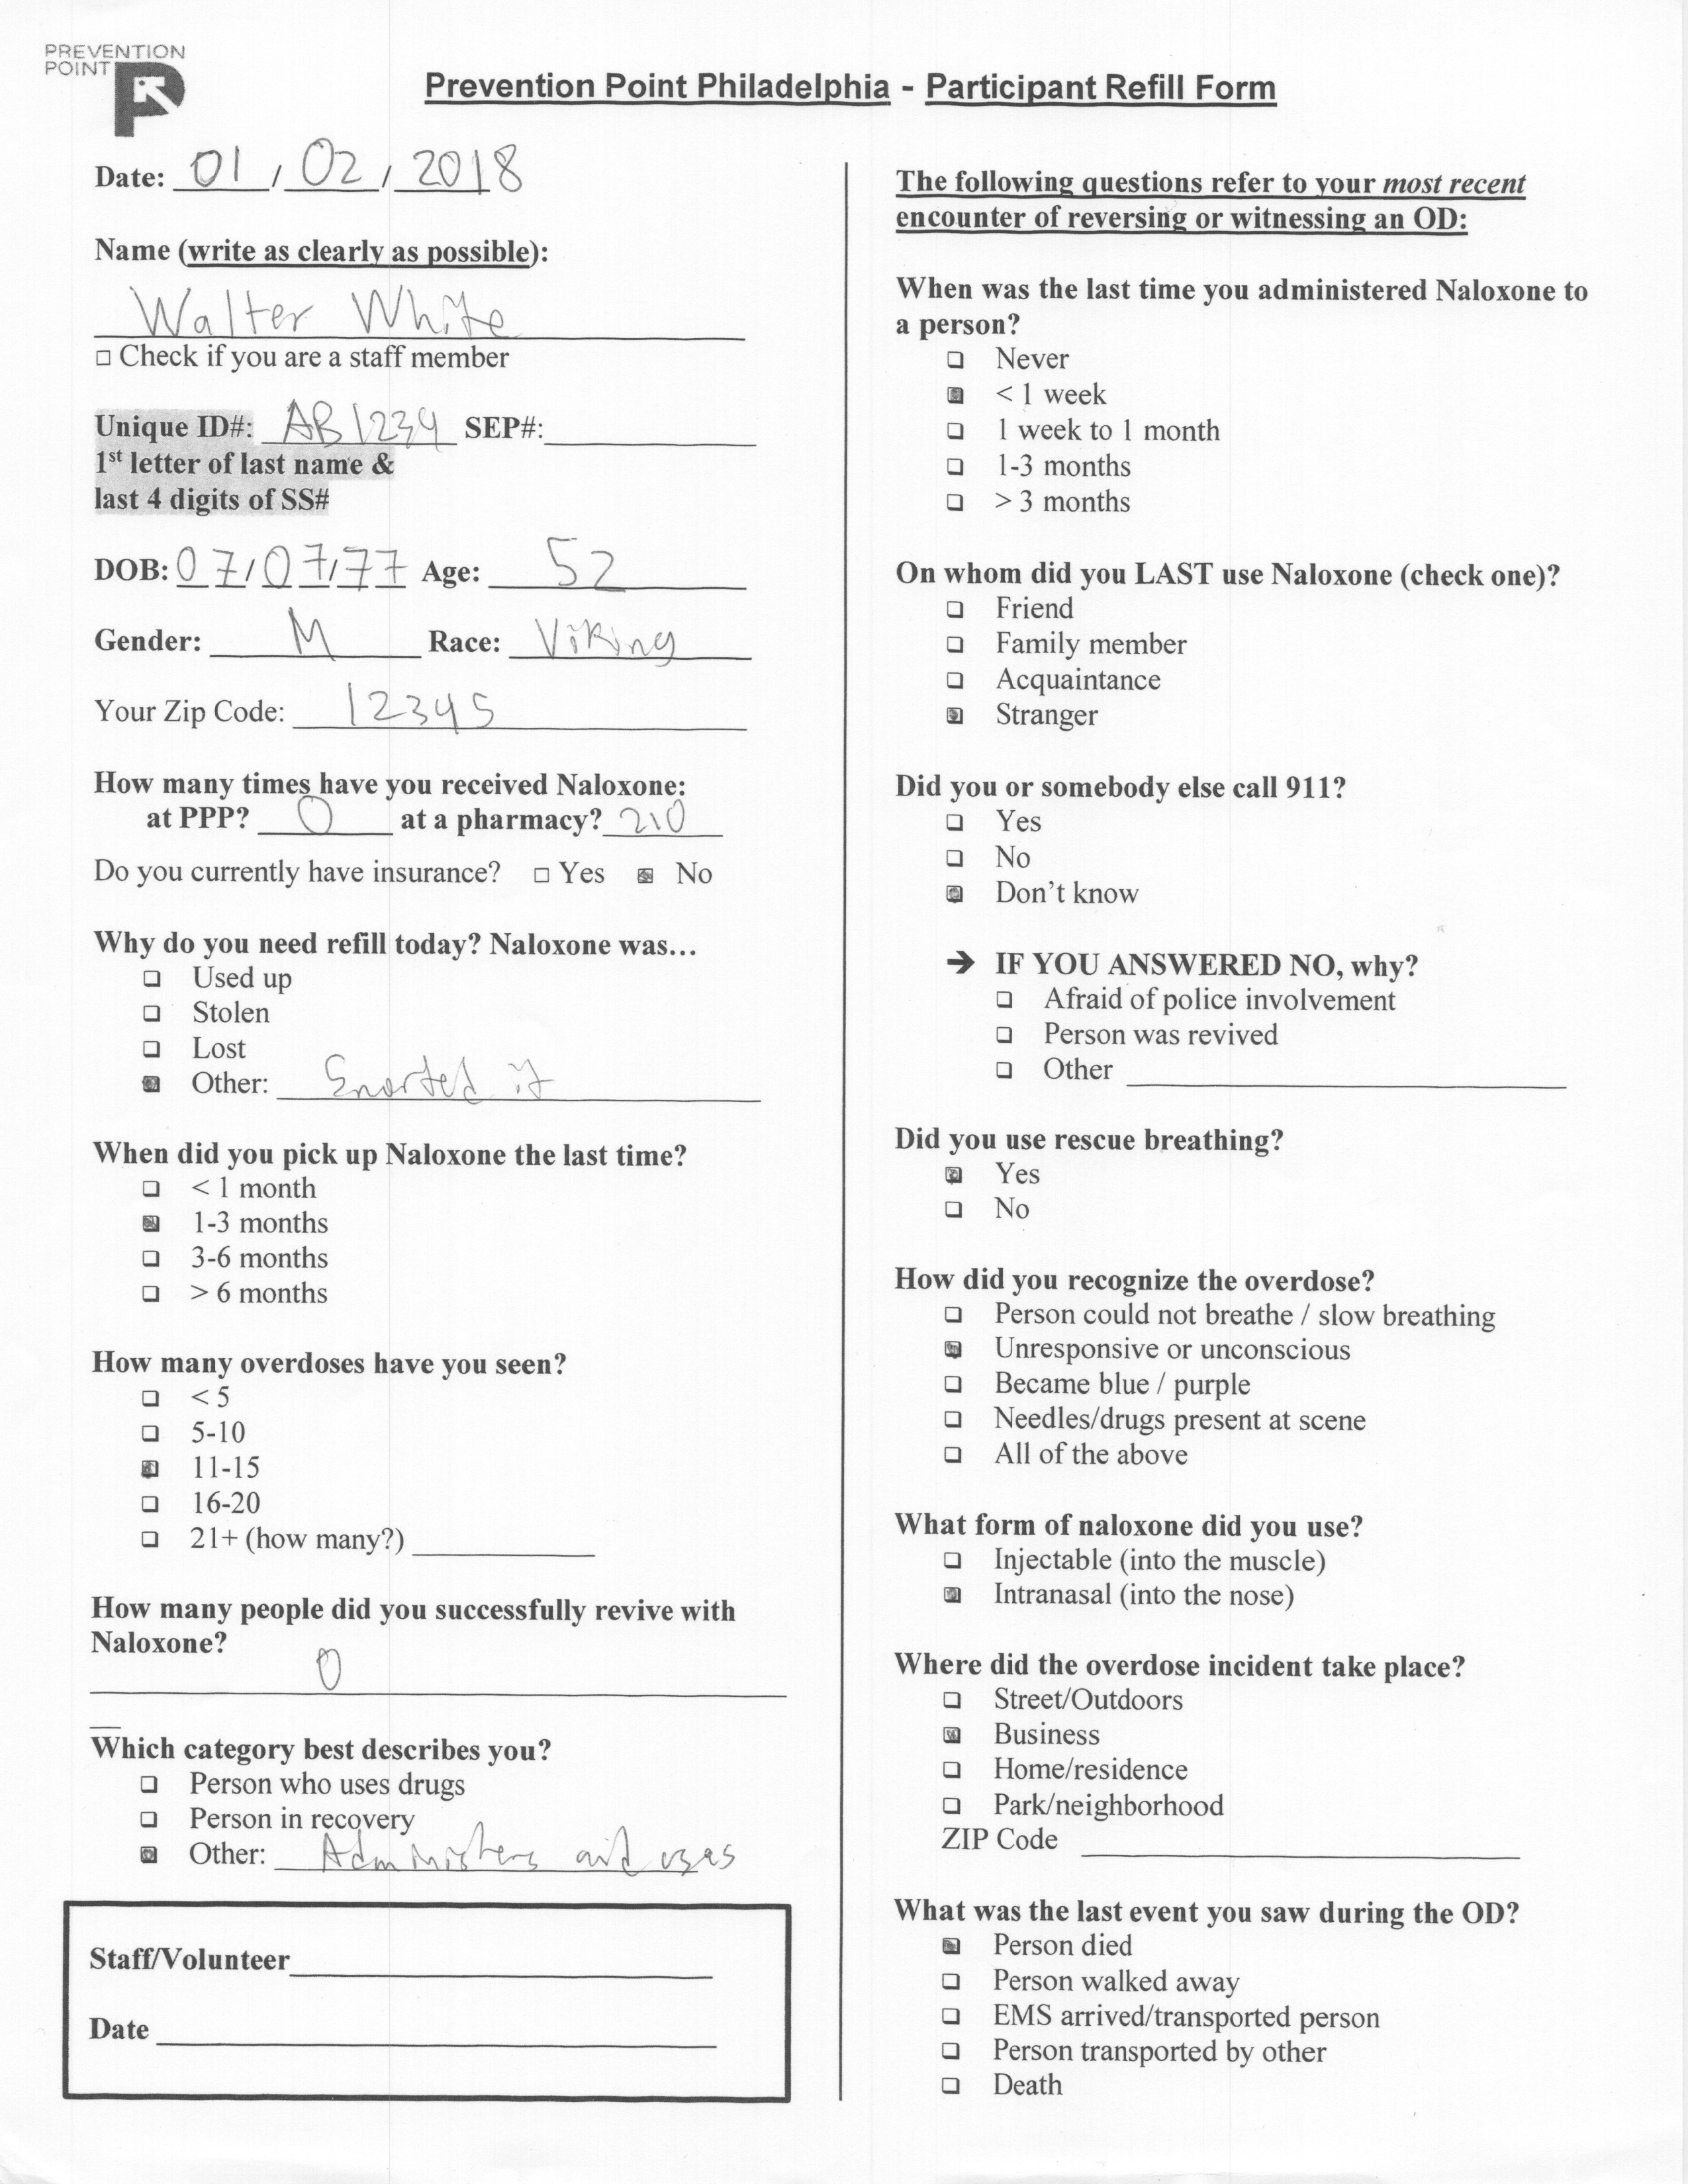 PREVENTION
POINT
Prevention Point Philadelphia - Participant Refill Form
Date: 01 / 02 / 2018
Name (write as clearly as possible):
Walter White
□ Check if you are a staff member
Unique ID#: AB1234 SEP#:
1st letter of last name &
last 4 digits of SS#
DOB: 07/07/77 Age: 52
Gender: M Race: Viking
Your Zip Code: 12345
How many times have you received Naloxone:
at PPP? 0 at a pharmacy? 210
Do you currently have insurance? □ Yes ■ No
Why do you need refill today? Naloxone was...
□ Used up
□ Stolen
□ Lost
■ Other: Snorted it
When did you pick up Naloxone the last time?
□ < 1 month
■ 1-3 months
□ 3-6 months
□ > 6 months
How many overdoses have you seen?
□ < 5
□ 5-10
■ 11-15
□ 16-20
□ 21+ (how many?)
How many people did you successfully revive with
Naloxone?
0
Which category best describes you?
□ Person who uses drugs
□ Person in recovery
■ Other: Administers and uses
Staff/Volunteer
Date
The following questions refer to your most recent
encounter of reversing or witnessing an OD:
When was the last time you administered Naloxone to
a person?
□ Never
■ < 1 week
□ 1 week to 1 month
□ 1-3 months
□ > 3 months
On whom did you LAST use Naloxone (check one)?
□ Friend
□ Family member
□ Acquaintance
■ Stranger
Did you or somebody else call 911?
□ Yes
□ No
■ Don't know
➔ IF YOU ANSWERED NO, why?
□ Afraid of police involvement
□ Person was revived
□ Other
Did you use rescue breathing?
■ Yes
□ No
How did you recognize the overdose?
□ Person could not breathe / slow breathing
■ Unresponsive or unconscious
□ Became blue / purple
□ Needles/drugs present at scene
□ All of the above
What form of naloxone did you use?
□ Injectable (into the muscle)
■ Intranasal (into the nose)
Where did the overdose incident take place?
□ Street/Outdoors
■ Business
□ Home/residence
□ Park/neighborhood
ZIP Code
What was the last event you saw during the OD?
■ Person died
□ Person walked away
□ EMS arrived/transported person
□ Person transported by other
□ Death